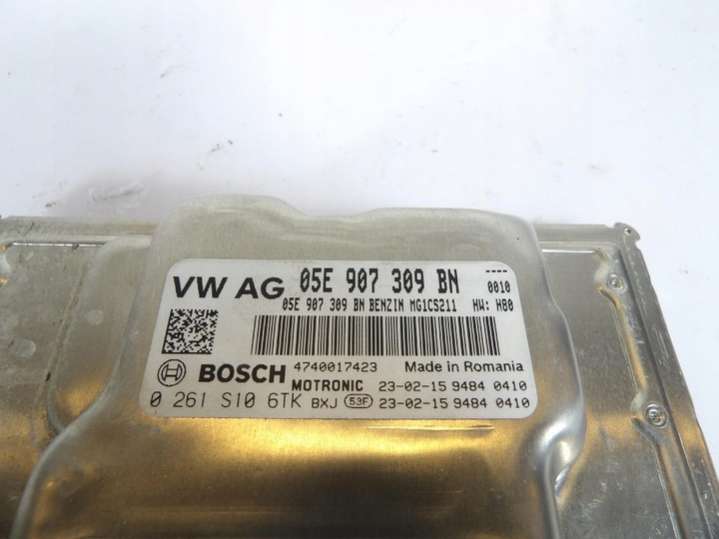 VW AG 05E 907 309 BN ---- 0010
05E 907 309 BN BENZIN MG1CS211 HW: H80
4740017423 Made in Romania
BOSCH MOTRONIC 23-02-15 9484 0410
0 261 S10 6TK BXJ 53F 23-02-15 9484 0410